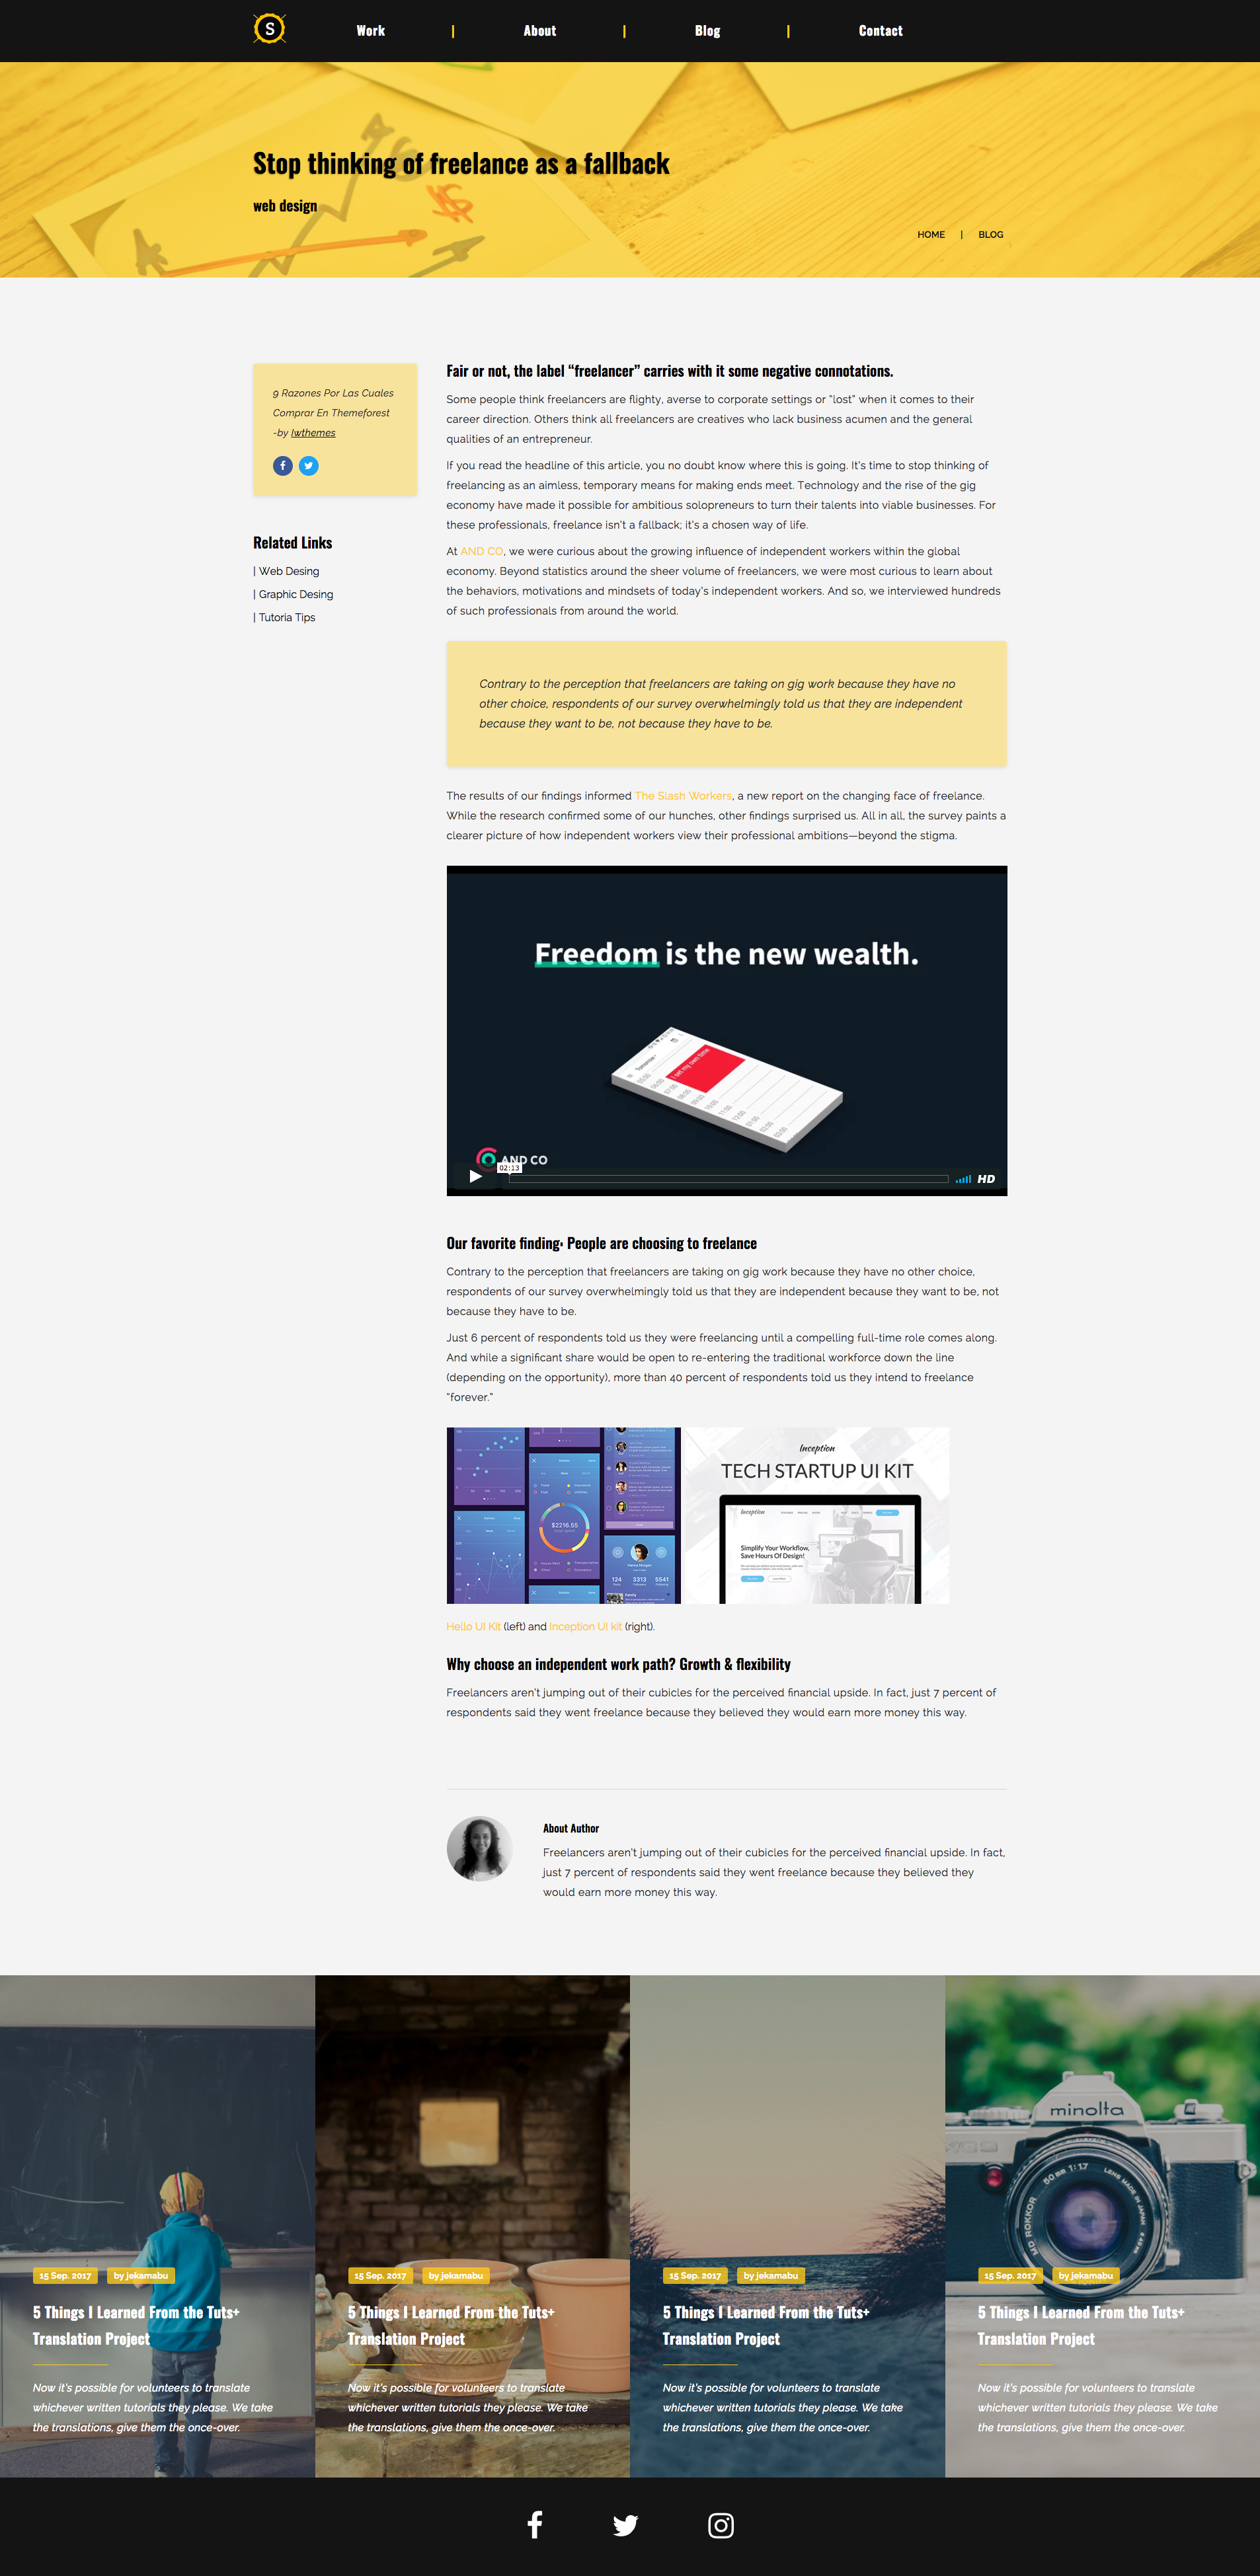 S
Work | About | Blog | Contact
Stop thinking of freelance as a fallback
web design
HOME | BLOG
9 Razones Por Las Cuales
Comprar En Themeforest
-by lwthemes
Related Links
| Web Desing
| Graphic Desing
| Tutoria Tips
Fair or not, the label “freelancer” carries with it some negative connotations.
Some people think freelancers are flighty, averse to corporate settings or “lost” when it comes to their
career direction. Others think all freelancers are creatives who lack business acumen and the general
qualities of an entrepreneur.
If you read the headline of this article, you no doubt know where this is going. It’s time to stop thinking of
freelancing as an aimless, temporary means for making ends meet. Technology and the rise of the gig
economy have made it possible for ambitious solopreneurs to turn their talents into viable businesses. For
these professionals, freelance isn’t a fallback; it’s a chosen way of life.
At AND CO, we were curious about the growing influence of independent workers within the global
economy. Beyond statistics around the sheer volume of freelancers, we were most curious to learn about
the behaviors, motivations and mindsets of today’s independent workers. And so, we interviewed hundreds
of such professionals from around the world.
Contrary to the perception that freelancers are taking on gig work because they have no
other choice, respondents of our survey overwhelmingly told us that they are independent
because they want to be, not because they have to be.
The results of our findings informed The Slash Workers, a new report on the changing face of freelance.
While the research confirmed some of our hunches, other findings surprised us. All in all, the survey paints a
clearer picture of how independent workers view their professional ambitions—beyond the stigma.
Freedom is the new wealth.
I set my own time
AND CO
02:13
HD
Our favorite finding: People are choosing to freelance
Contrary to the perception that freelancers are taking on gig work because they have no other choice,
respondents of our survey overwhelmingly told us that they are independent because they want to be, not
because they have to be.
Just 6 percent of respondents told us they were freelancing until a compelling full-time role comes along.
And while a significant share would be open to re-entering the traditional workforce down the line
(depending on the opportunity), more than 40 percent of respondents told us they intend to freelance
“forever.”
$2216.55
124 3313 5541
Inception
TECH STARTUP UI KIT
Inception
Simplify Your Workflow,
Save Hours Of Design!
Hello UI Kit (left) and Inception UI kit (right).
Why choose an independent work path? Growth & flexibility
Freelancers aren’t jumping out of their cubicles for the perceived financial upside. In fact, just 7 percent of
respondents said they went freelance because they believed they would earn more money this way.
About Author
Freelancers aren’t jumping out of their cubicles for the perceived financial upside. In fact,
just 7 percent of respondents said they went freelance because they believed they
would earn more money this way.
15 Sep. 2017 by jekamabu
5 Things I Learned From the Tuts+
Translation Project
Now it’s possible for volunteers to translate
whichever written tutorials they please. We take
the translations, give them the once-over.
15 Sep. 2017 by jekamabu
5 Things I Learned From the Tuts+
Translation Project
Now it’s possible for volunteers to translate
whichever written tutorials they please. We take
the translations, give them the once-over.
15 Sep. 2017 by jekamabu
5 Things I Learned From the Tuts+
Translation Project
Now it’s possible for volunteers to translate
whichever written tutorials they please. We take
the translations, give them the once-over.
minolta
MD ROKKOR 50mm 1:1.7 LENS MADE IN JAPAN
15 Sep. 2017 by jekamabu
5 Things I Learned From the Tuts+
Translation Project
Now it’s possible for volunteers to translate
whichever written tutorials they please. We take
the translations, give them the once-over.